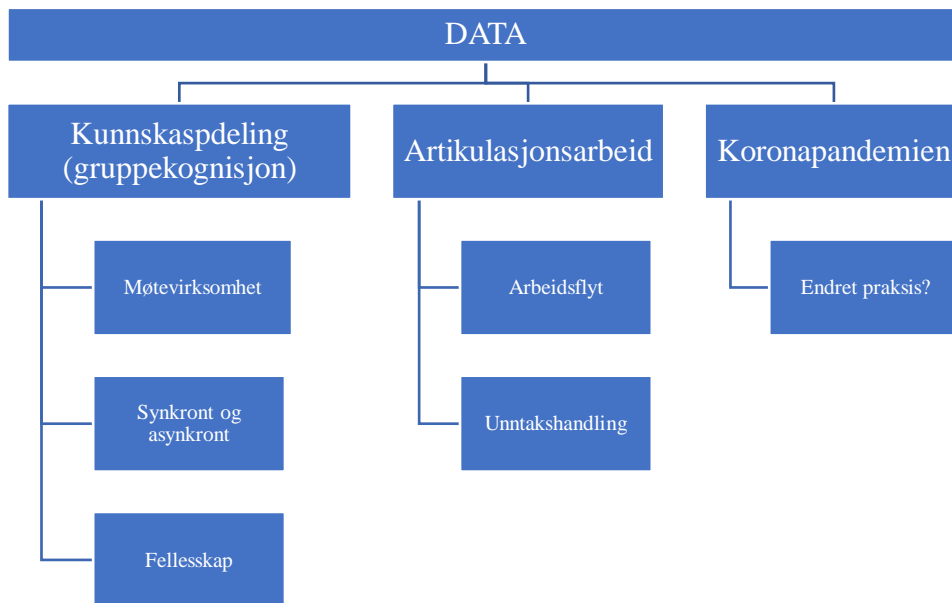 DATA
Kunnskaspdeling
(gruppekognisjon)
Møtevirksomhet
Synkront og
asynkront
Fellesskap
Artikulasjonsarbeid
Arbeidsflyt
Unntakshandling
Koronapandemien
Endret praksis?